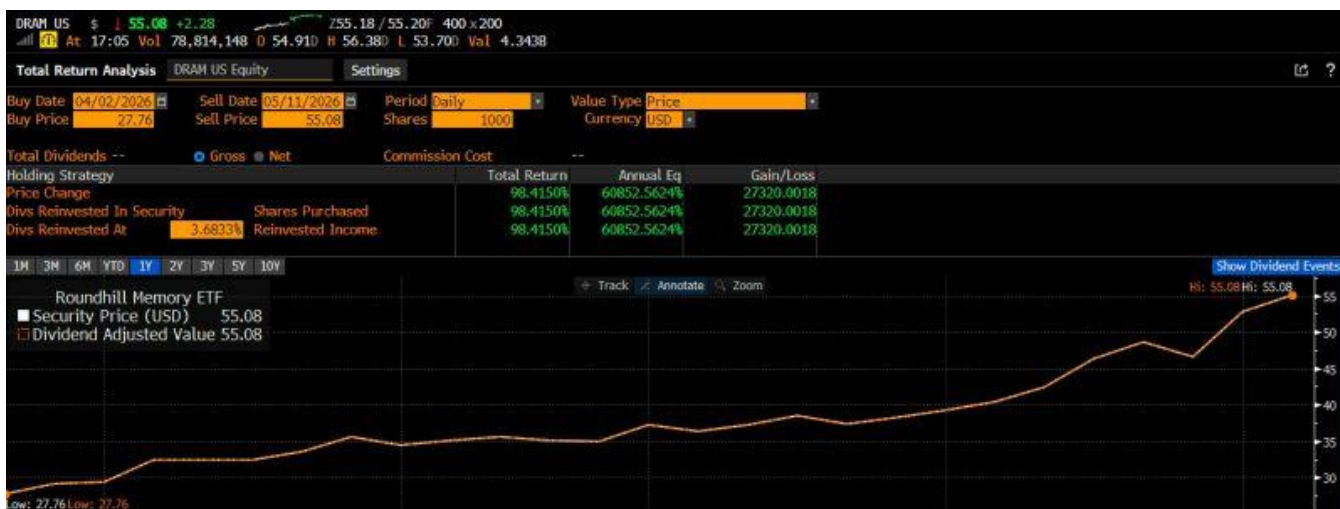 DRAM US $ ↓ 55.08 +2.28 Z55.18 / 55.20F 400 x 200
At 17:05 Vol 78,814,148 O 54.91D H 56.38D L 53.70D Val 4.343B
Total Return Analysis DRAM US Equity Settings ?
Buy Date 04/02/2026 Sell Date 05/11/2026 Period Daily Value Type Price
Buy Price 27.76 Sell Price 55.08 Shares 1000 Currency USD
Total Dividends -- Gross Net Commission Cost --
Holding Strategy Total Return Annual Eq Gain/Loss
Price Change 98.4150% 60852.5624% 27320.0018
Divs Reinvested In Security Shares Purchased 98.4150% 60852.5624% 27320.0018
Divs Reinvested At 3.6833% Reinvested Income 98.4150% 60852.5624% 27320.0018
1M 3M 6M YTD 1Y 2Y 3Y 5Y 10Y Show Dividend Events
Track Annotate Zoom Hi: 55.08 Hi: 55.08
Roundhill Memory ETF
Security Price (USD) 55.08
Dividend Adjusted Value 55.08
55
50
45
40
35
30
Low: 27.76 Low: 27.76